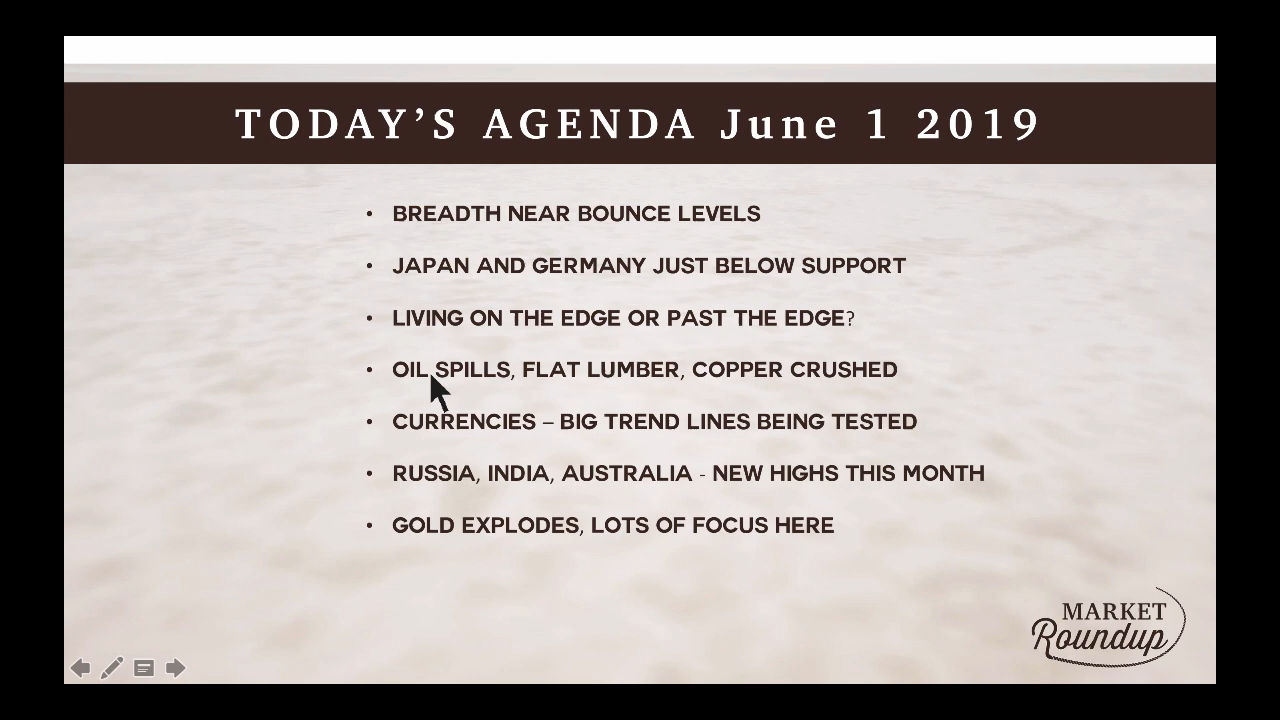 TODAY'S AGENDA June 1 2019
• BREADTH NEAR BOUNCE LEVELS
• JAPAN AND GERMANY JUST BELOW SUPPORT
• LIVING ON THE EDGE OR PAST THE EDGE?
• OIL SPILLS, FLAT LUMBER, COPPER CRUSHED
• CURRENCIES – BIG TREND LINES BEING TESTED
• RUSSIA, INDIA, AUSTRALIA - NEW HIGHS THIS MONTH
• GOLD EXPLODES, LOTS OF FOCUS HERE
MARKET
Roundup